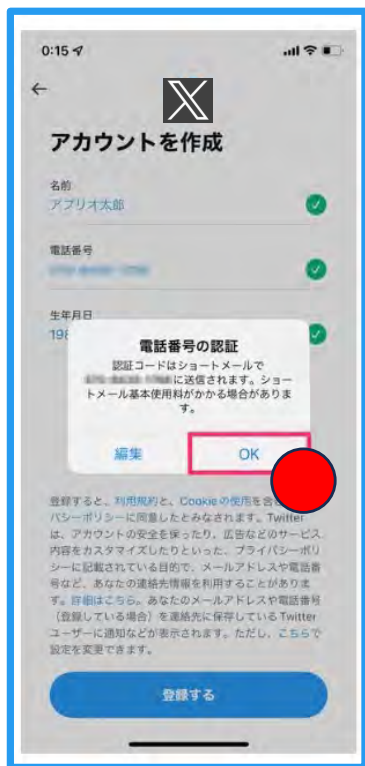 0:15
アカウントを作成
名前
アプリオ太郎
電話番号
生年月日
198
電話番号の認証
認証コードはショートメールで
に送信されます。ショー
トメール基本使用料がかかる場合がありま
す。
編集
OK
登録すると、利用規約と、Cookieの使用を含
バシーポリシーに同意したとみなされます。Twitter
は、アカウントの安全を保ったり、広告などのサービス
内容をカスタマイズしたりといった、プライバシーポリ
シーに記載されている目的で、メールアドレスや電話番
号など、あなたの連絡先情報を利用することがありま
す。詳細はこちら。あなたのメールアドレスや電話番号
（登録している場合）を連絡先に保存しているTwitter
ユーザーに通知などが表示されます。ただし、こちらで
設定を変更できます。
登録する